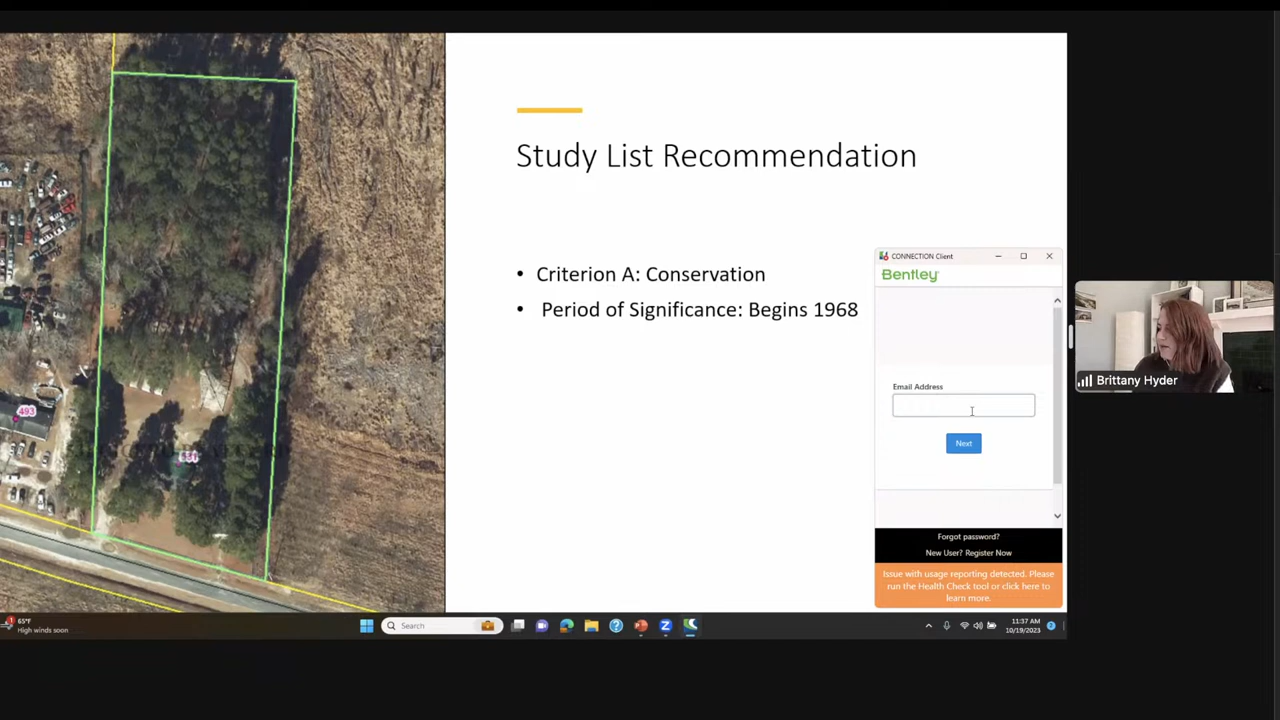 Study List Recommendation
• Criterion A: Conservation
• Period of Significance: Begins 1968
CONNECTION Client
Bentley
Email Address
Next
Forgot password?
New User? Register Now
Issue with usage reporting detected. Please
run the Health Check tool or click here to
learn more.
Brittany Hyder
493
65°F
High winds soon
Search
11:37 AM
10/19/2023